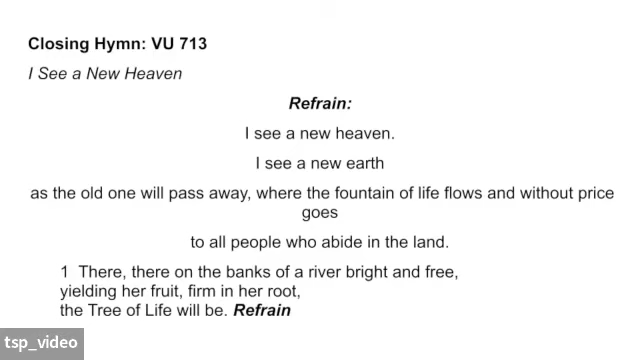 Closing Hymn: VU 713
I See a New Heaven
Refrain:
I see a new heaven.
I see a new earth
as the old one will pass away, where the fountain of life flows and without price
goes
to all people who abide in the land.
1 There, there on the banks of a river bright and free,
yielding her fruit, firm in her root,
the Tree of Life will be. Refrain
tsp_video